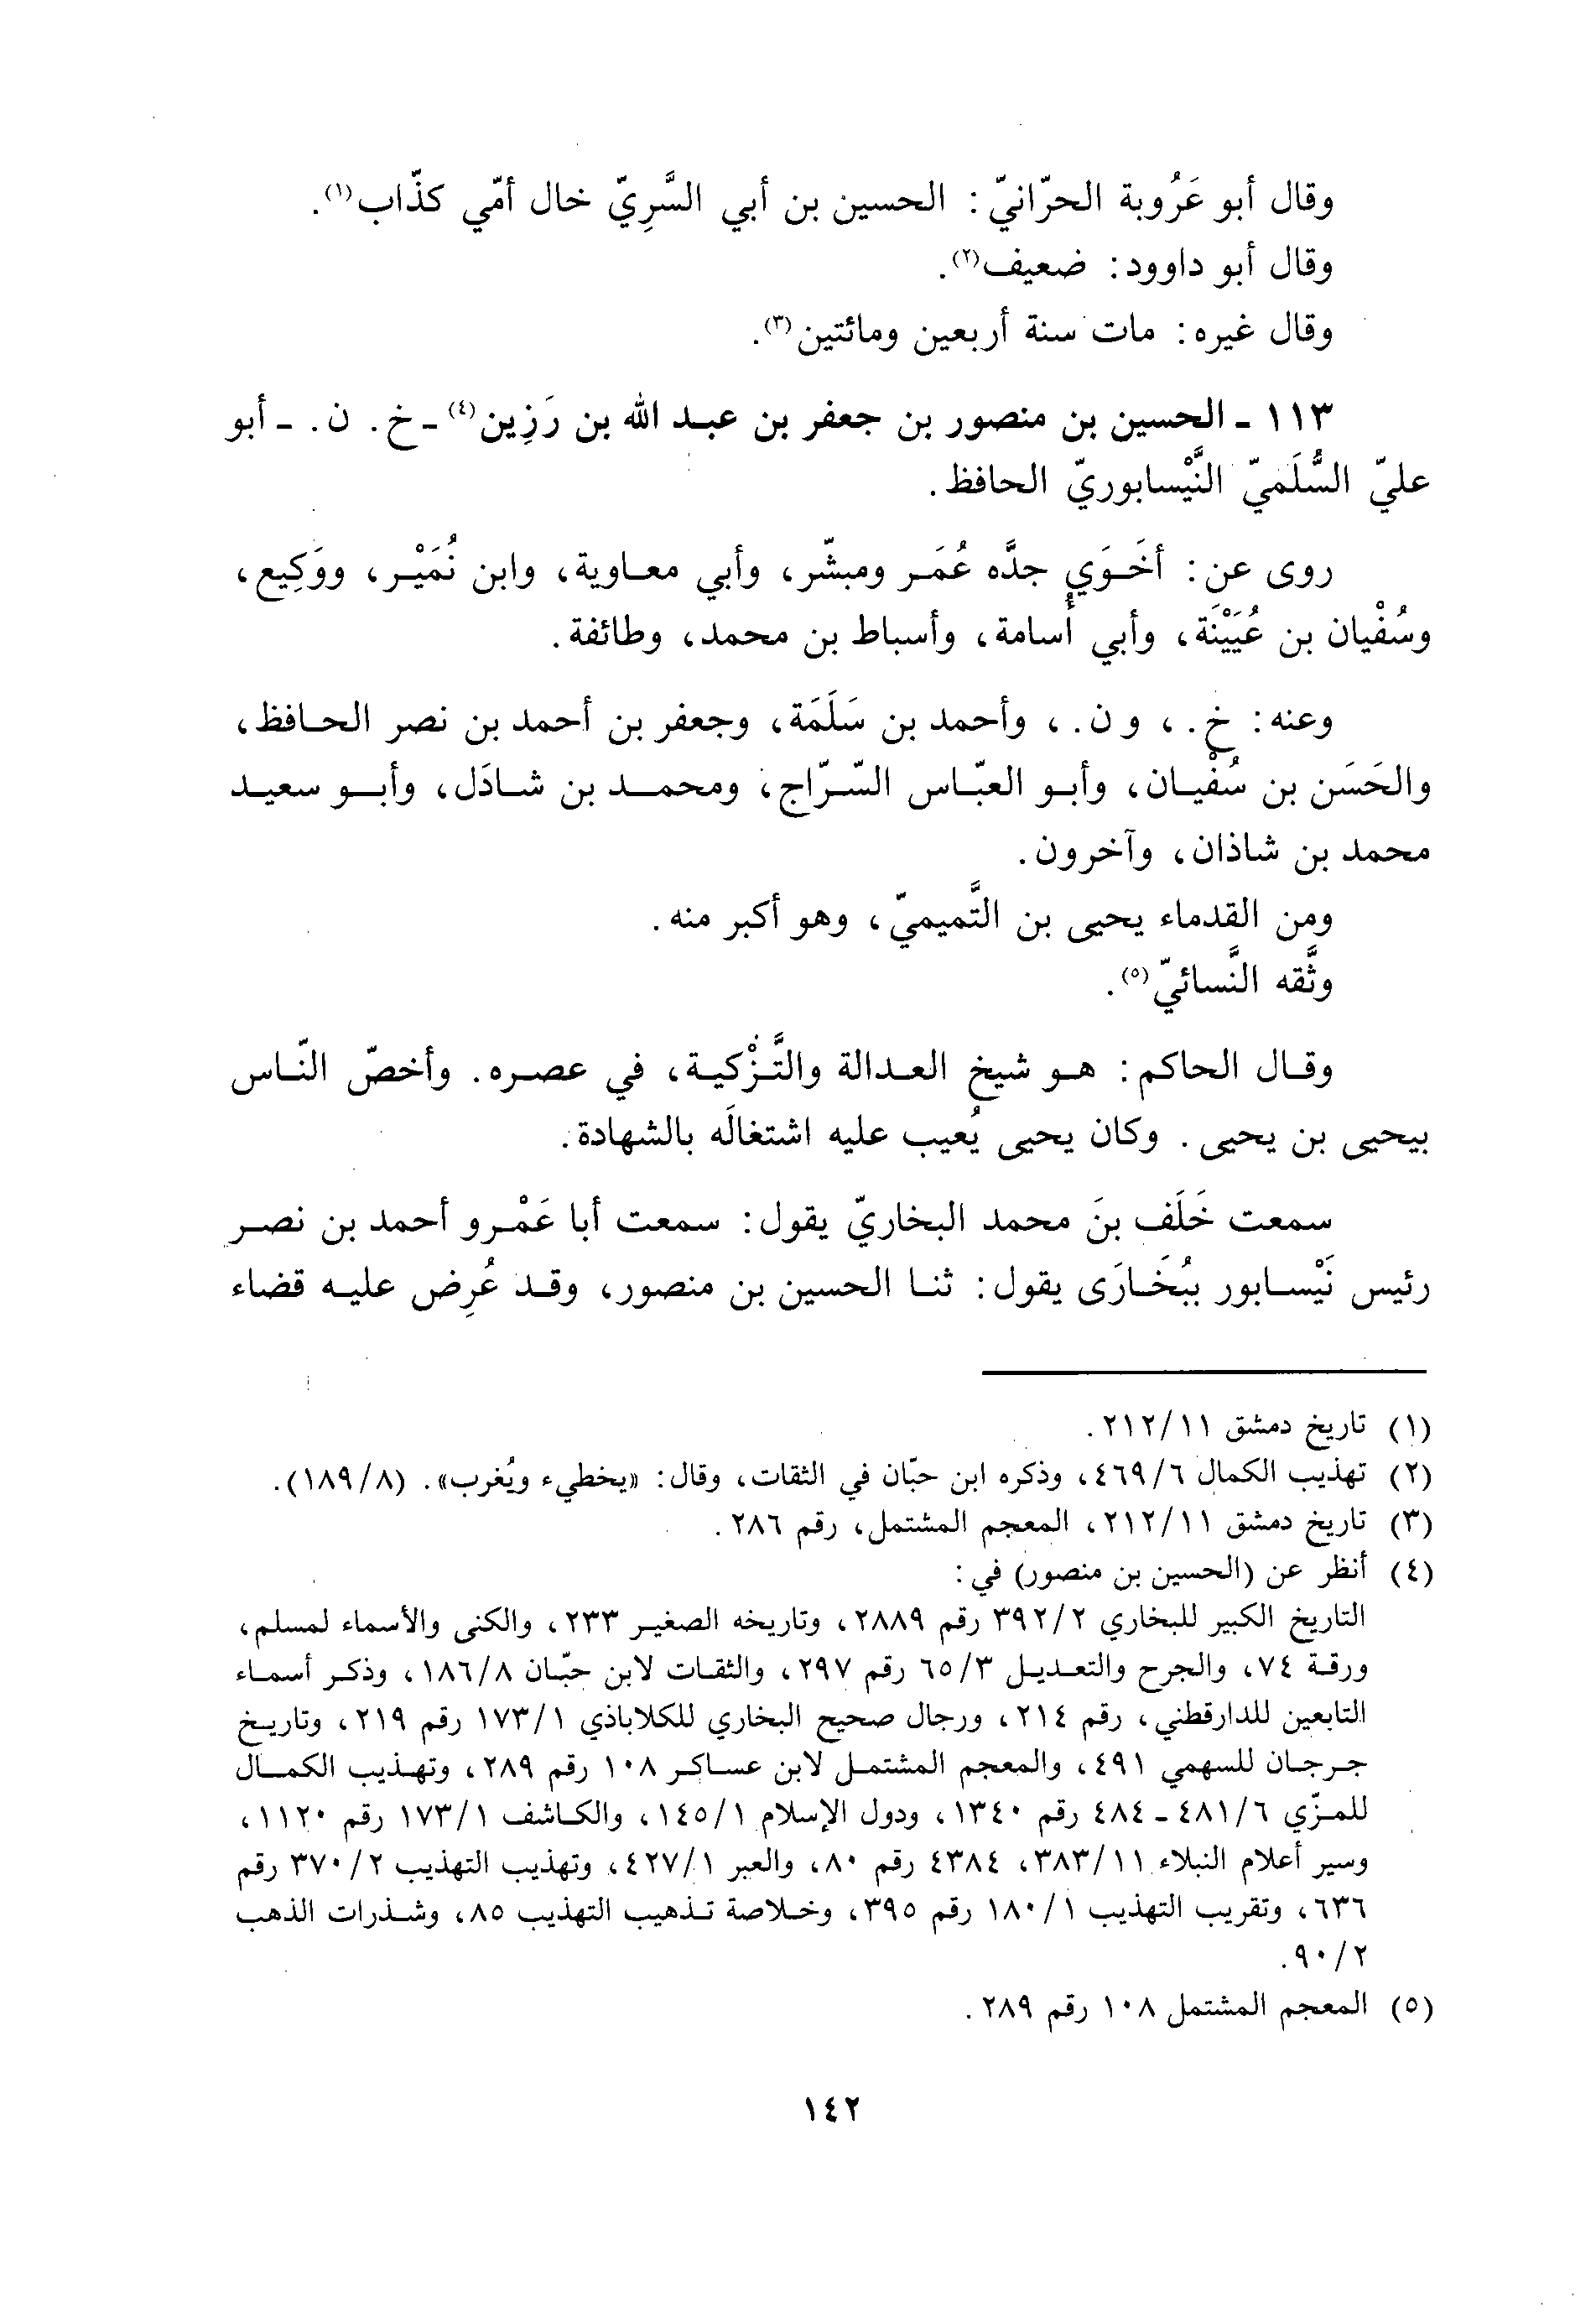 وقال أبو عَرُوبة الحرّانيّ: الحسين بن أبي السَّرِيّ خال أمّي كذّاب(١).
وقال أبو داوود: ضعيف(٢).
وقال غيره: مات سنة أربعين ومائتين(٣).
١١٣ - الحسين بن منصور بن جعفر بن عبد الله بن رَزِين(٤) - خ. ن. - أبو
عليّ السُّلَميّ النَّيْسابوريّ الحافظ.
روى عن: أخَوَي جدَّه عُمَر ومبشّر، وأبي معاوية، وابن نُمَيْر، ووَكِيع،
وسُفْيان بن عُيَيْنَة، وأبي أُسامة، وأسباط بن محمد، وطائفة.
وعنه: خ.، و ن.، وأحمد بن سَلَمَة، وجعفر بن أحمد بن نصر الحافظ،
والحَسَن بن سُفْيان، وأبو العبّاس السّرّاج، ومحمد بن شاذَل، وأبو سعيد
محمد بن شاذان، وآخرون.
ومن القدماء يحيى بن التَّميميّ، وهو أكبر منه.
وثَّقه النَّسائيّ(٥).
وقال الحاكم: هو شيخ العدالة والتَّزْكية، في عصره. وأخصّ النّاس
بيحيى بن يحيى. وكان يحيى يُعيب عليه اشتغالَه بالشهادة.
سمعت خَلَف بنَ محمد البخاريّ يقول: سمعت أبا عَمْرو أحمد بن نصر
رئيس نَيْسابور ببُخَارَى يقول: ثنا الحسين بن منصور، وقد عُرِض عليه قضاء
(١) تاريخ دمشق ٢١٢/١١.
(٢) تهذيب الكمال ٤٦٩/٦، وذكره ابن حبّان في الثقات، وقال: «يخطيء ويُغرب». (١٨٩/٨).
(٣) تاريخ دمشق ٢١٢/١١، المعجم المشتمل، رقم ٢٨٦.
(٤) أنظر عن (الحسين بن منصور) في:
التاريخ الكبير للبخاري ٣٩٢/٢ رقم ٢٨٨٩، وتاريخه الصغير ٢٣٣، والكنى والأسماء لمسلم،
ورقة ٧٤، والجرح والتعديل ٦٥/٣ رقم ٢٩٧، والثقات لابن حبّان ١٨٦/٨، وذكر أسماء
التابعين للدارقطني، رقم ٢١٤، ورجال صحيح البخاري للكلاباذي ١٧٣/١ رقم ٢١٩، وتاريخ
جرجان للسهمي ٤٩١، والمعجم المشتمل لابن عساكر ١٠٨ رقم ٢٨٩، وتهذيب الكمال
للمزّي ٤٨١/٦ - ٤٨٤ رقم ١٣٤٠، ودول الإسلام ١٤٥/١، والكاشف ١٧٣/١ رقم ١١٢٠،
وسير أعلام النبلاء ٣٨٣/١١، ٤٣٨٤ رقم ٨٠، والعبر ٤٢٧/١، وتهذيب التهذيب ٣٧٠/٢ رقم
٦٣٦، وتقريب التهذيب ١٨٠/١ رقم ٣٩٥، وخلاصة تذهيب التهذيب ٨٥، وشذرات الذهب
٩٠/٢.
(٥) المعجم المشتمل ١٠٨ رقم ٢٨٩.
١٤٢